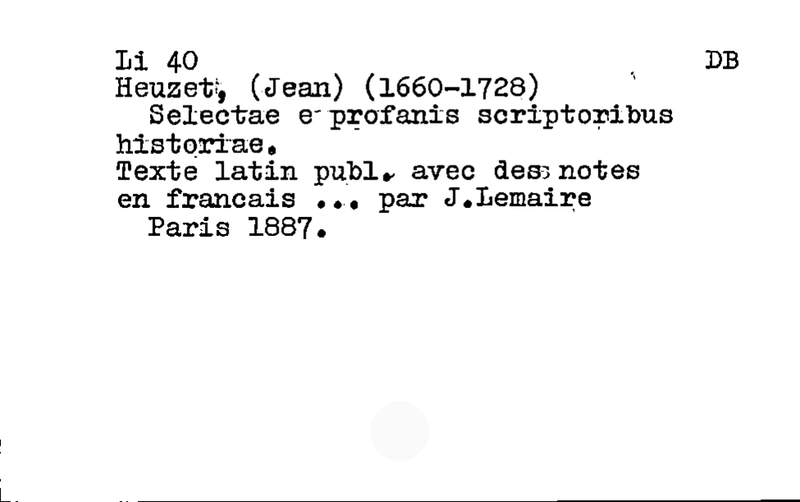 Li 40 DB
Heuzet, (Jean) (1660-1728)
Selectae e profanis scriptoribus
historiae.
Texte latin publ. avec des notes
en francais ... par J.Lemaire
Paris 1887.